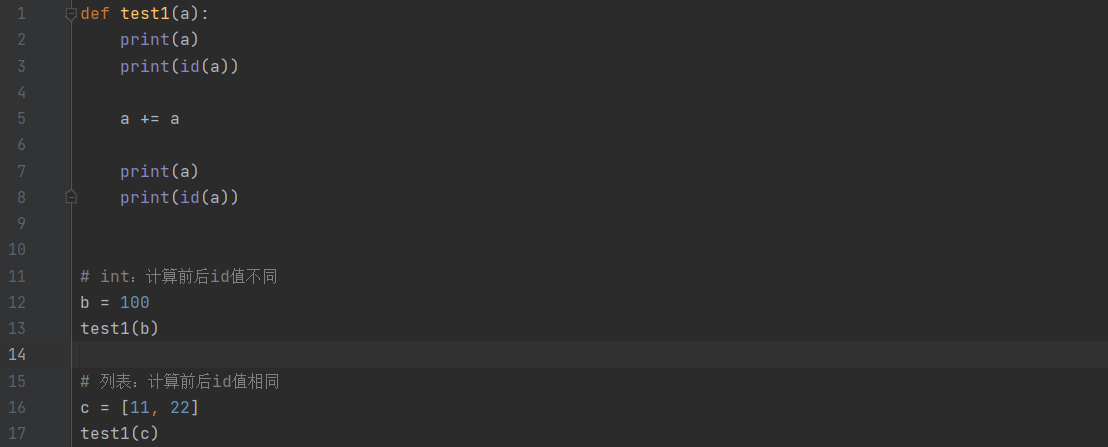 1 def test1(a):
2     print(a)
3     print(id(a))
4
5     a += a
6
7     print(a)
8     print(id(a))
9
10
11 # int：计算前后id值不同
12 b = 100
13 test1(b)
14
15 # 列表：计算前后id值相同
16 c = [11, 22]
17 test1(c)